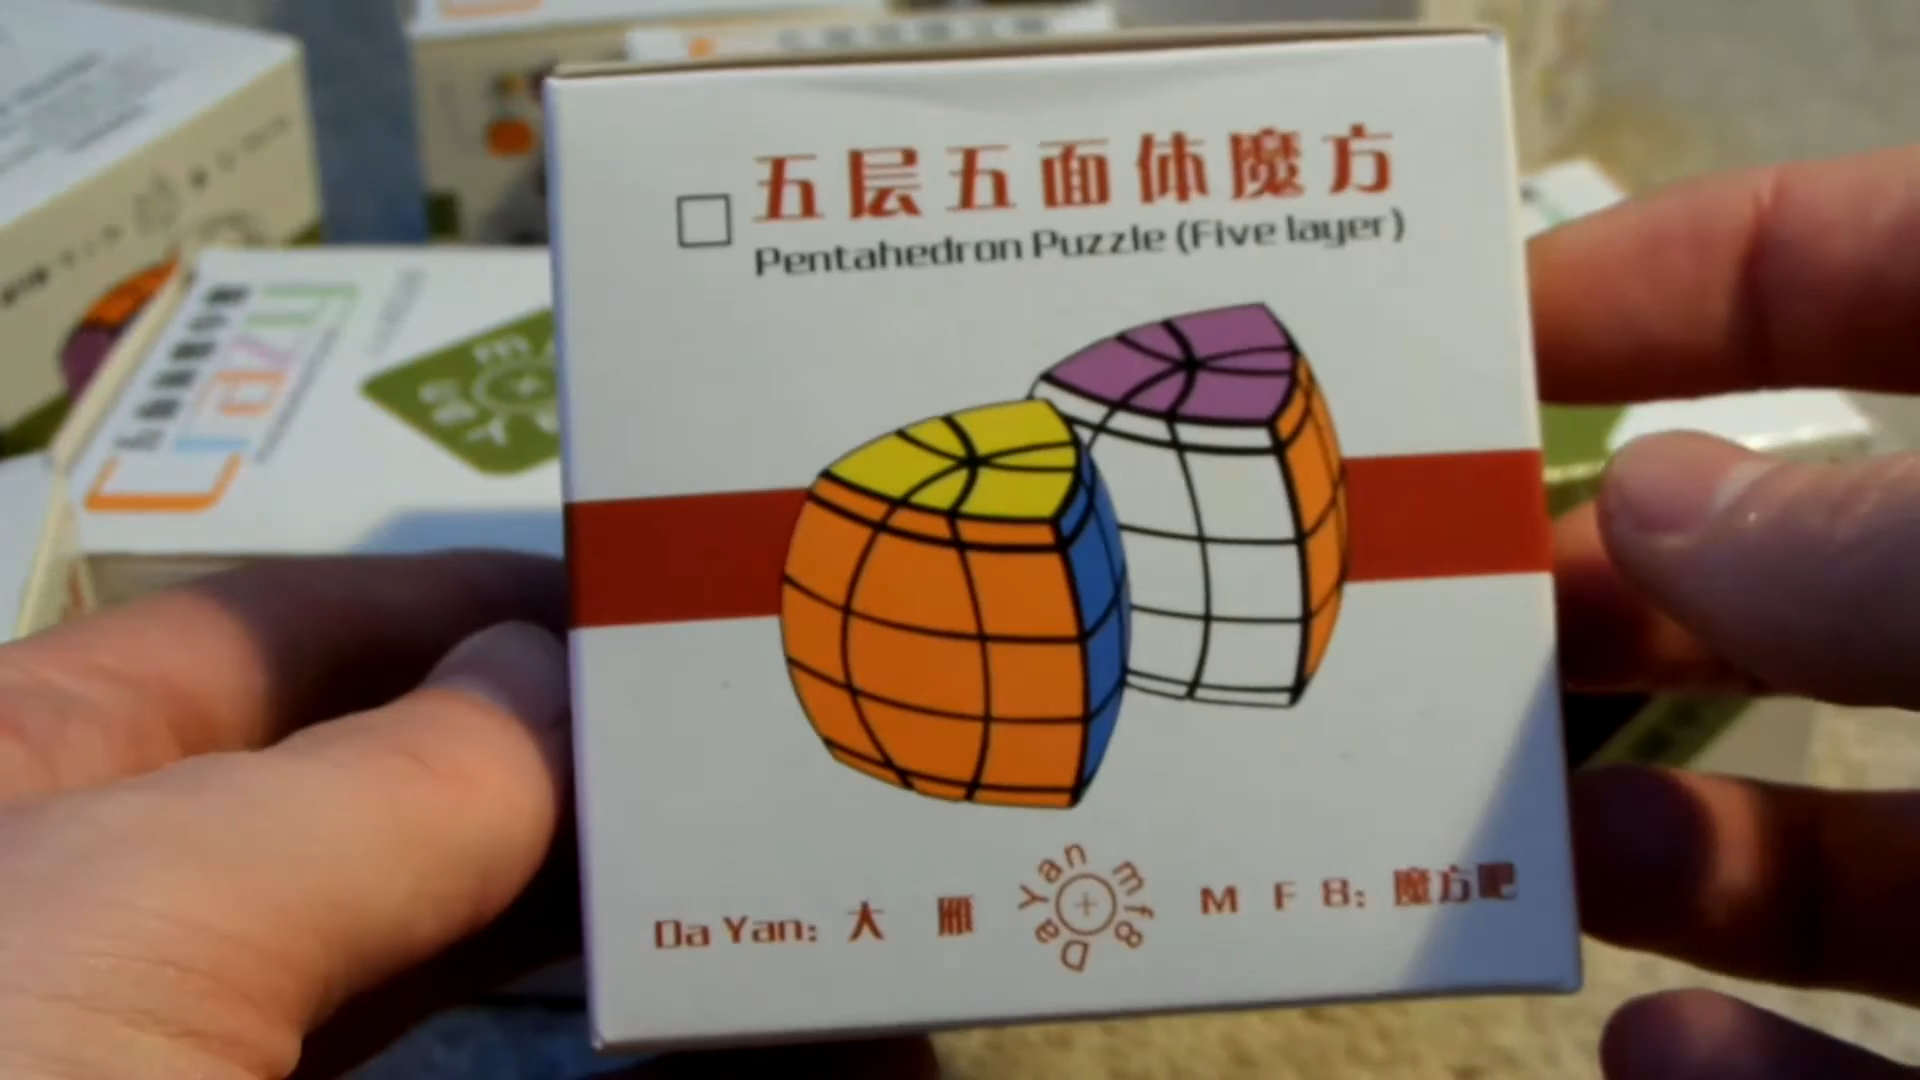 五层五面体魔方
Pentahedron Puzzle (Five layer)
Da Yan: 大雁
DaYan mf8
M F 8: 魔方吧